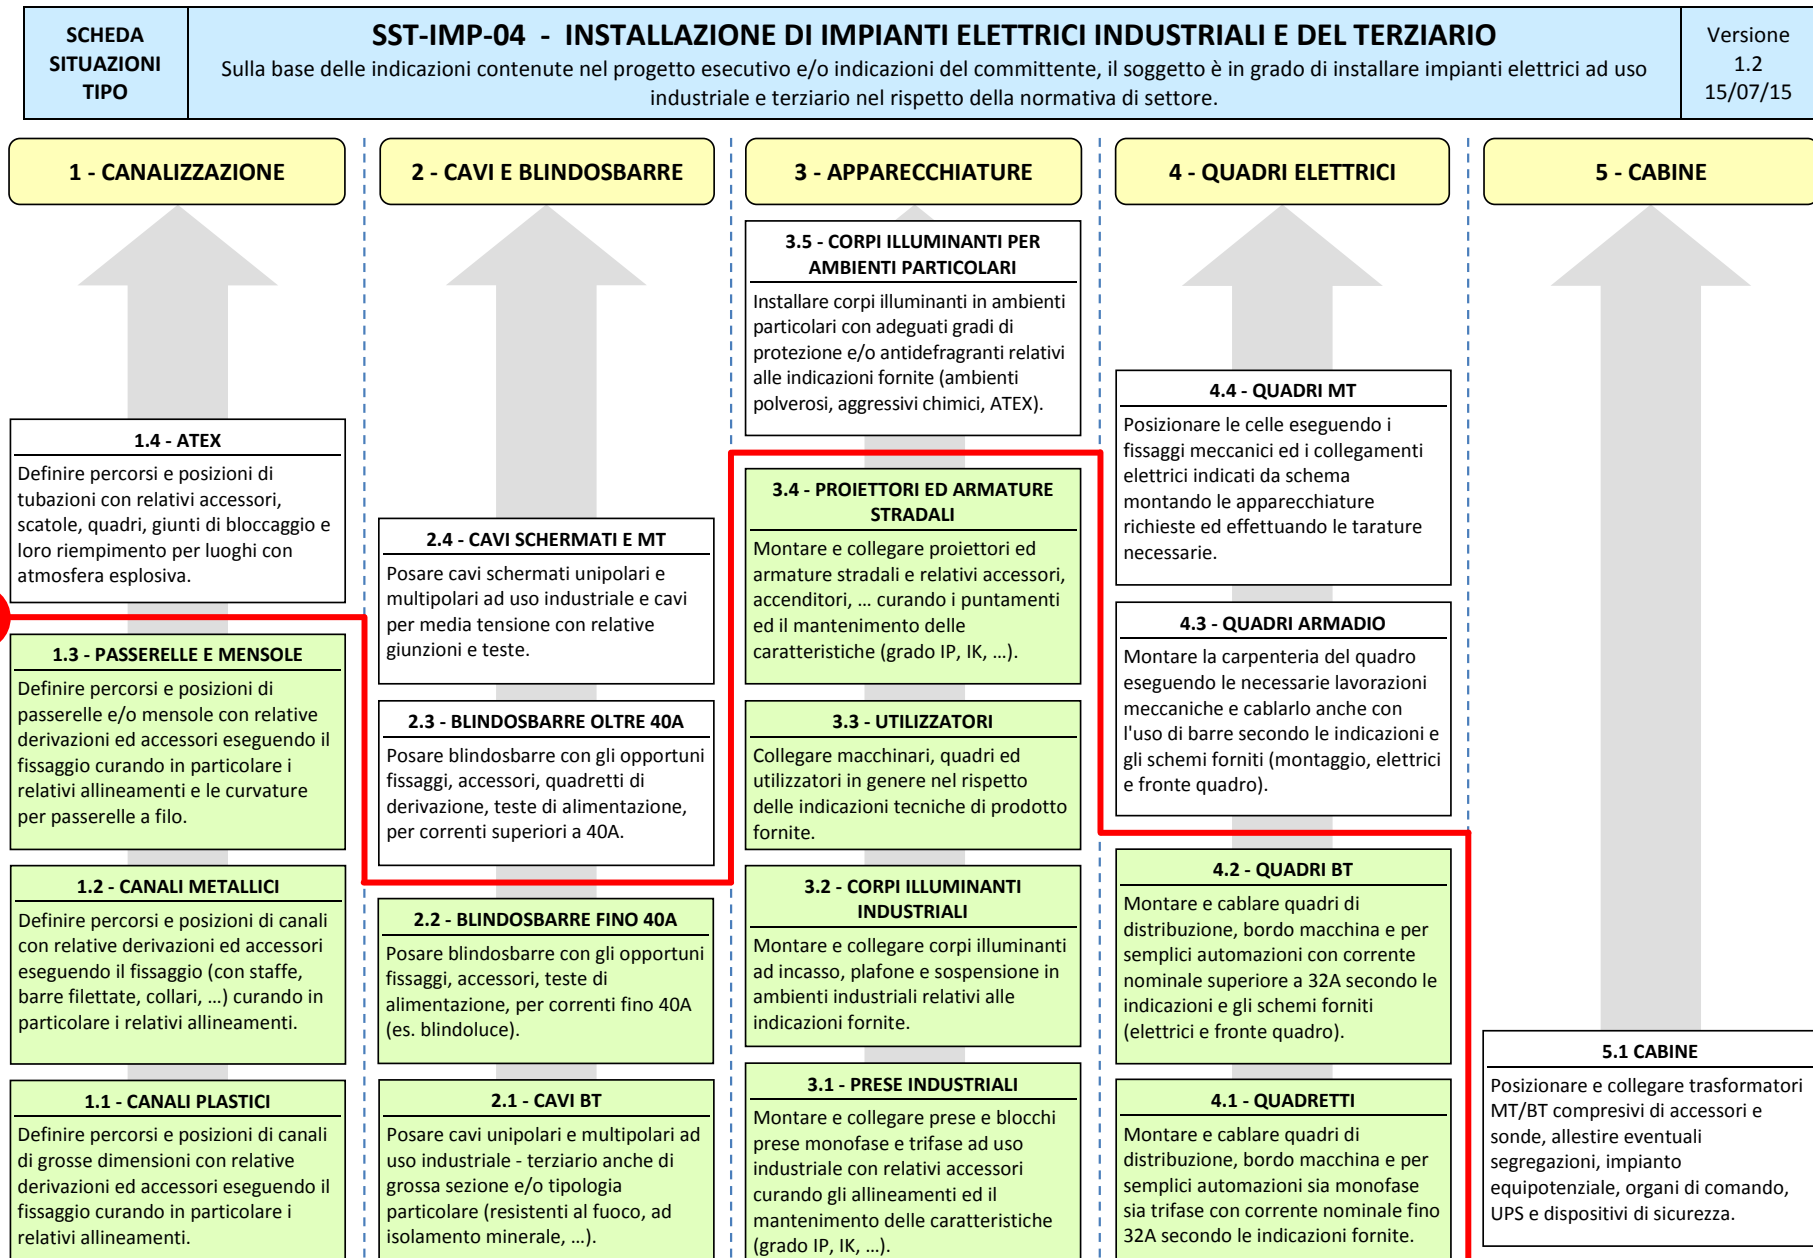 SCHEDA
SITUAZIONI
TIPO
SST-IMP-04 - INSTALLAZIONE DI IMPIANTI ELETTRICI INDUSTRIALI E DEL TERZIARIO
Sulla base delle indicazioni contenute nel progetto esecutivo e/o indicazioni del committente, il soggetto è in grado di installare impianti elettrici ad uso
industriale e terziario nel rispetto della normativa di settore.
Versione
1.2
15/07/15
1 - CANALIZZAZIONE
1.4 - ATEX
Definire percorsi e posizioni di
tubazioni con relativi accessori,
scatole, quadri, giunti di bloccaggio e
loro riempimento per luoghi con
atmosfera esplosiva.
1.3 - PASSERELLE E MENSOLE
Definire percorsi e posizioni di
passerelle e/o mensole con relative
derivazioni ed accessori eseguendo il
fissaggio curando in particolare i
relativi allineamenti e le curvature
per passerelle a filo.
1.2 - CANALI METALLICI
Definire percorsi e posizioni di canali
con relative derivazioni ed accessori
eseguendo il fissaggio (con staffe,
barre filettate, collari, ...) curando in
particolare i relativi allineamenti.
1.1 - CANALI PLASTICI
Definire percorsi e posizioni di canali
di grosse dimensioni con relative
derivazioni ed accessori eseguendo il
fissaggio curando in particolare i
relativi allineamenti.
2 - CAVI E BLINDOSBARRE
2.4 - CAVI SCHERMATI E MT
Posare cavi schermati unipolari e
multipolari ad uso industriale e cavi
per media tensione con relative
giunzioni e teste.
2.3 - BLINDOSBARRE OLTRE 40A
Posare blindosbarre con gli opportuni
fissaggi, accessori, quadretti di
derivazione, teste di alimentazione,
per correnti superiori a 40A.
2.2 - BLINDOSBARRE FINO 40A
Posare blindosbarre con gli opportuni
fissaggi, accessori, teste di
alimentazione, per correnti fino 40A
(es. blindoluce).
2.1 - CAVI BT
Posare cavi unipolari e multipolari ad
uso industriale - terziario anche di
grossa sezione e/o tipologia
particolare (resistenti al fuoco, ad
isolamento minerale, ...).
3 - APPARECCHIATURE
3.5 - CORPI ILLUMINANTI PER
AMBIENTI PARTICOLARI
Installare corpi illuminanti in ambienti
particolari con adeguati gradi di
protezione e/o antidefragranti relativi
alle indicazioni fornite (ambienti
polverosi, aggressivi chimici, ATEX).
3.4 - PROIETTORI ED ARMATURE
STRADALI
Montare e collegare proiettori ed
armature stradali e relativi accessori,
accenditori, ... curando i puntamenti
ed il mantenimento delle
caratteristiche (grado IP, IK, ...).
3.3 - UTILIZZATORI
Collegare macchinari, quadri ed
utilizzatori in genere nel rispetto
delle indicazioni tecniche di prodotto
fornite.
3.2 - CORPI ILLUMINANTI
INDUSTRIALI
Montare e collegare corpi illuminanti
ad incasso, plafone e sospensione in
ambienti industriali relativi alle
indicazioni fornite.
3.1 - PRESE INDUSTRIALI
Montare e collegare prese e blocchi
prese monofase e trifase ad uso
industriale con relativi accessori
curando gli allineamenti ed il
mantenimento delle caratteristiche
(grado IP, IK, ...).
4 - QUADRI ELETTRICI
4.4 - QUADRI MT
Posizionare le celle eseguendo i
fissaggi meccanici ed i collegamenti
elettrici indicati da schema
montando le apparecchiature
richieste ed effettuando le tarature
necessarie.
4.3 - QUADRI ARMADIO
Montare la carpenteria del quadro
eseguendo le necessarie lavorazioni
meccaniche e cablarlo anche con
l'uso di barre secondo le indicazioni e
gli schemi forniti (montaggio, elettrici
e fronte quadro).
4.2 - QUADRI BT
Montare e cablare quadri di
distribuzione, bordo macchina e per
semplici automazioni con corrente
nominale superiore a 32A secondo le
indicazioni e gli schemi forniti
(elettrici e fronte quadro).
4.1 - QUADRETTI
Montare e cablare quadri di
distribuzione, bordo macchina e per
semplici automazioni sia monofase
sia trifase con corrente nominale fino
32A secondo le indicazioni fornite.
5 - CABINE
5.1 CABINE
Posizionare e collegare trasformatori
MT/BT compresivi di accessori e
sonde, allestire eventuali
segregazioni, impianto
equipotenziale, organi di comando,
UPS e dispositivi di sicurezza.